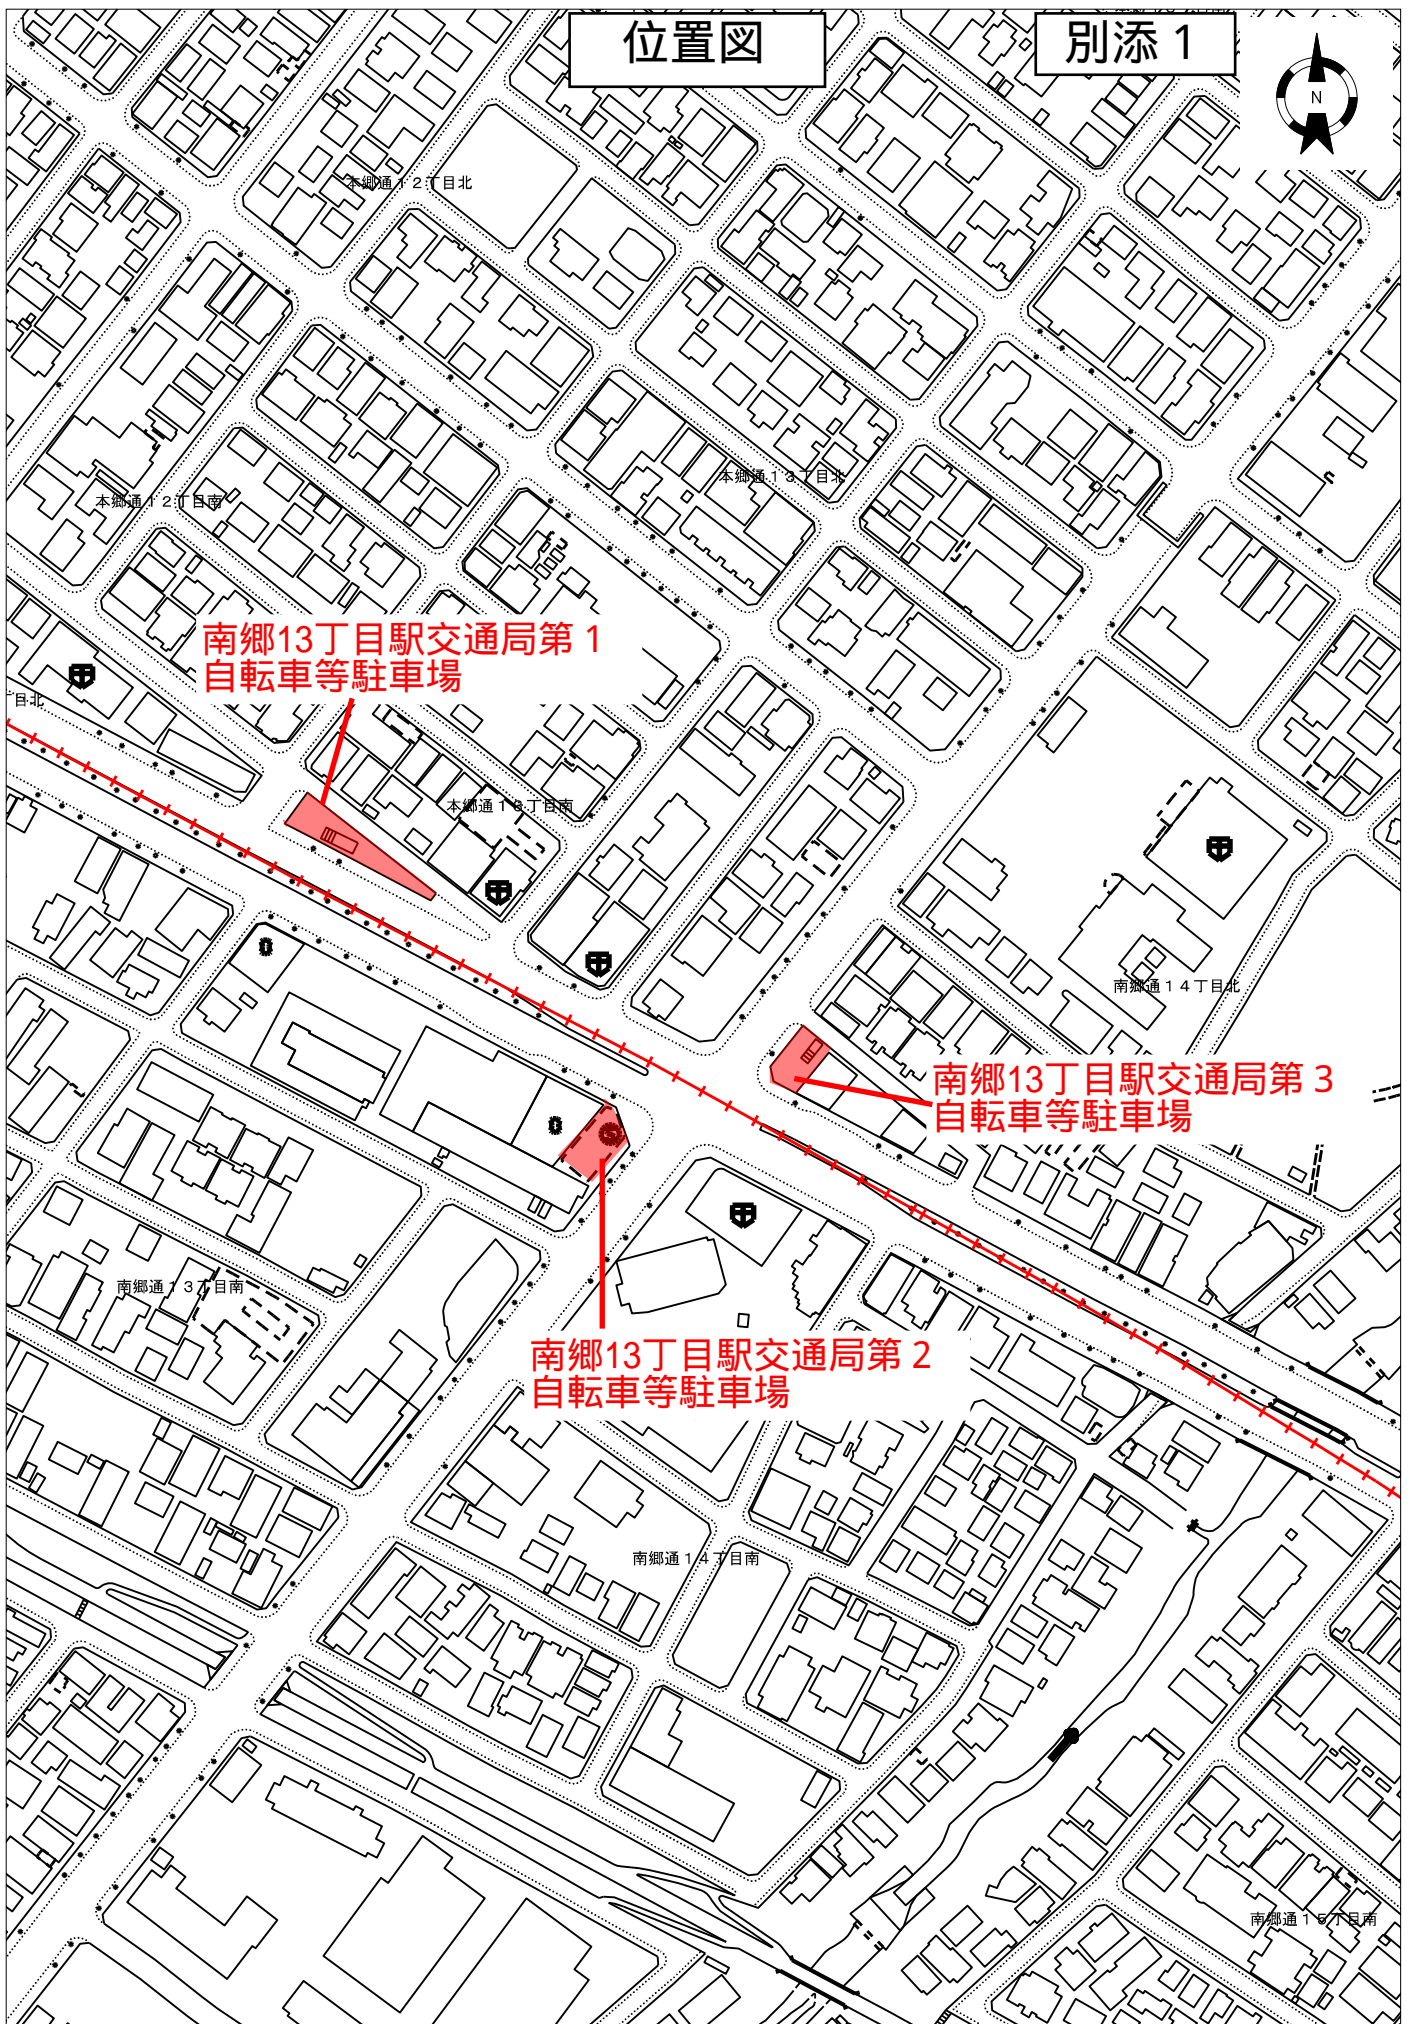 位置図
別添１
N
本郷通１２丁目北
本郷通１３丁目北
本郷通１２丁目南
南郷13丁目駅交通局第１
自転車等駐車場
丁目北
本郷通１３丁目南
南郷通１４丁目北
南郷13丁目駅交通局第３
自転車等駐車場
南郷通１３丁目南
南郷13丁目駅交通局第２
自転車等駐車場
南郷通１４丁目南
南郷通１５丁目南